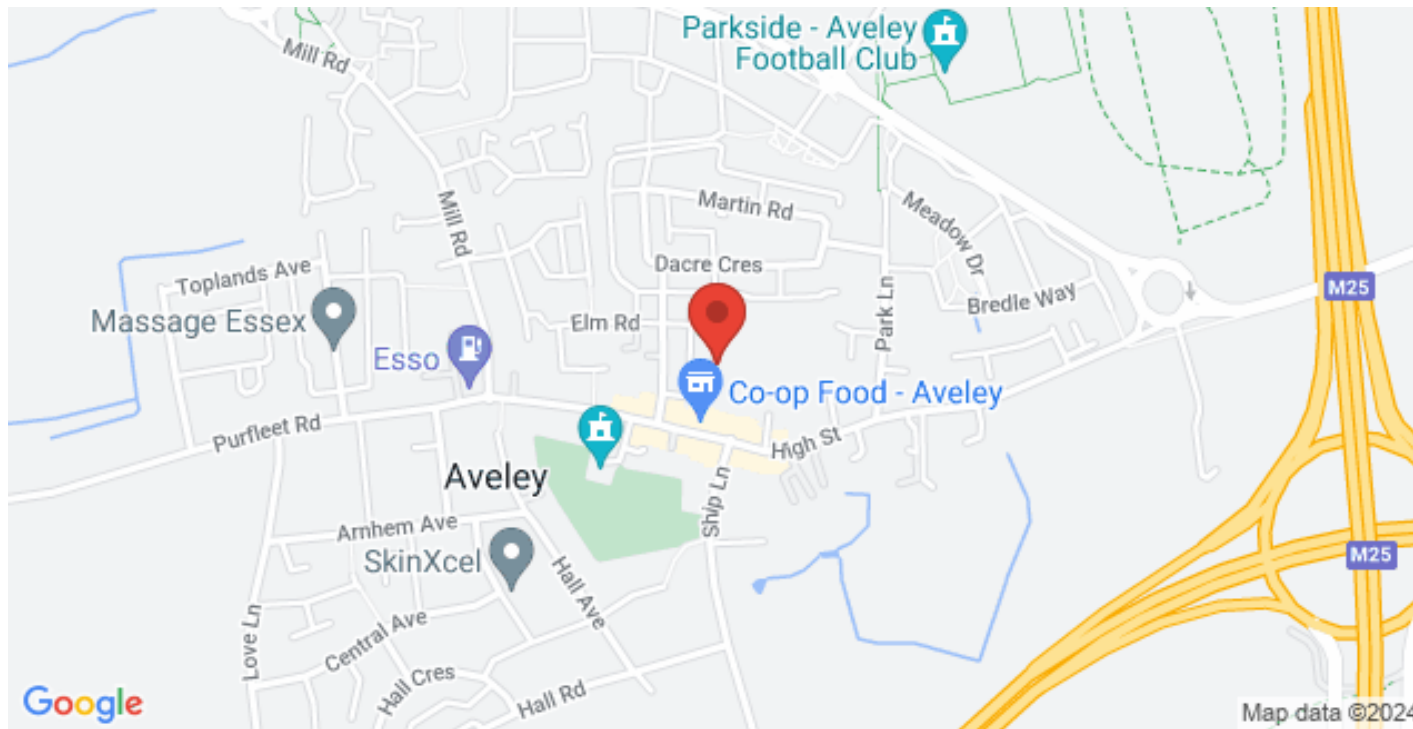 Parkside - Aveley
Football Club
Mill Rd
Mill Rd
Martin Rd
Meadow Dr
Toplands Ave
Dacre Cres
Park Ln
Bredle Way
M25
Massage Essex
Elm Rd
Esso
Co-op Food - Aveley
Purfleet Rd
High St
Aveley
Ship Ln
Arnhem Ave
SkinXcel
Hall Ave
M25
Love Ln
Central Ave
Hall Cres
Hall Rd
Google
Map data ©2024